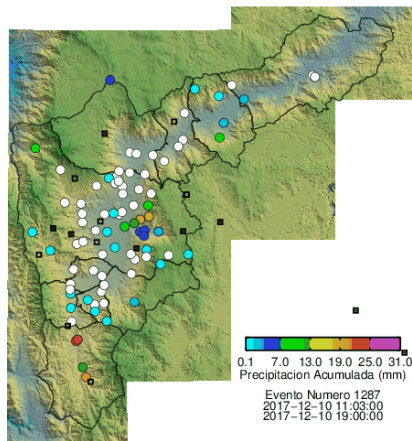 0.1 7.0 13.0 19.0 25.0 31.0
Precipitacion Acumulada (mm)
Evento Numero 1287
2017-12-10 11:03:00
2017-12-10 19:00:00